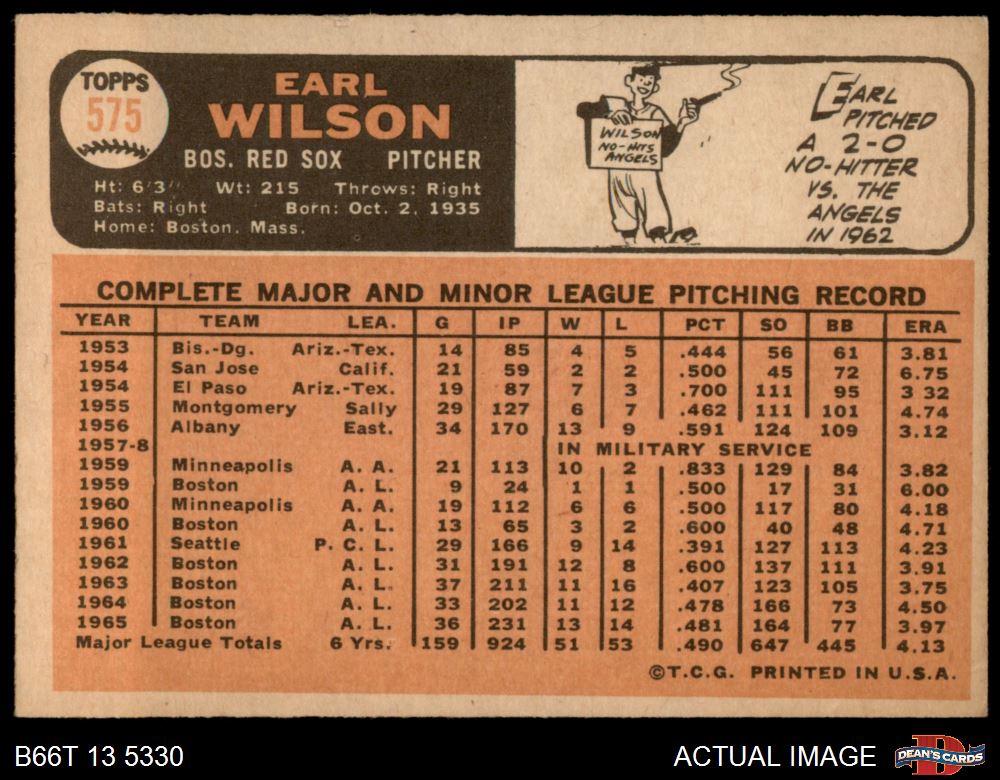 TOPPS
575
EARL
WILSON
BOS. RED SOX PITCHER
Ht: 6'3" Wt: 215 Throws: Right
Bats: Right Born: Oct. 2, 1935
Home: Boston, Mass.
WILSON
NO-HITS
ANGELS
EARL
PITCHED
A 2-0
NO-HITTER
VS. THE
ANGELS
IN 1962
COMPLETE MAJOR AND MINOR LEAGUE PITCHING RECORD
YEAR TEAM LEA. G IP W L PCT SO BB ERA
1953 Bis.-Dg. Ariz.-Tex. 14 85 4 5 .444 56 61 3.81
1954 San Jose Calif. 21 59 2 2 .500 45 72 6.75
1954 El Paso Ariz.-Tex. 19 87 7 3 .700 111 95 3 32
1955 Montgomery Sally 29 127 6 7 .462 111 101 4.74
1956 Albany East. 34 170 13 9 .591 124 109 3.12
1957-8 IN MILITARY SERVICE
1959 Minneapolis A. A. 21 113 10 2 .833 129 84 3.82
1959 Boston A. L. 9 24 1 1 .500 17 31 6.00
1960 Minneapolis A. A. 19 112 6 6 .500 117 80 4.18
1960 Boston A. L. 13 65 3 2 .600 40 48 4.71
1961 Seattle P. C. L. 29 166 9 14 .391 127 113 4.23
1962 Boston A. L. 31 191 12 8 .600 137 111 3.91
1963 Boston A. L. 37 211 11 16 .407 123 105 3.75
1964 Boston A. L. 33 202 11 12 .478 166 73 4.50
1965 Boston A. L. 36 231 13 14 .481 164 77 3.97
Major League Totals 6 Yrs. 159 924 51 53 .490 647 445 4.13
©T.C.G. PRINTED IN U.S.A.
B66T 13 5330 ACTUAL IMAGE
DEAN'S CARDS